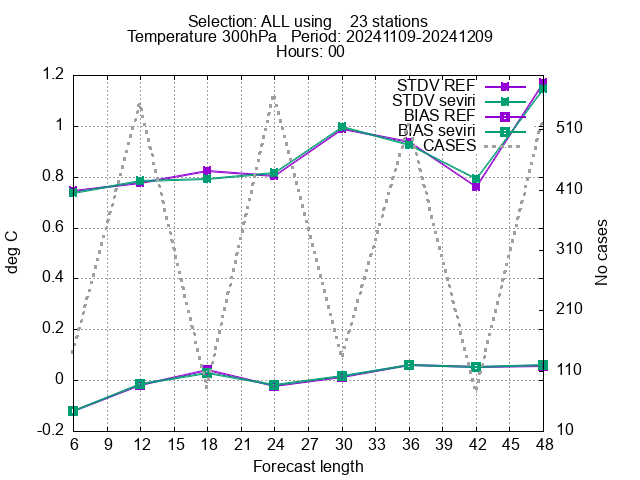 Selection: ALL using    23 stations
Temperature 300hPa   Period: 20241109-20241209
Hours: 00
STDV REF
STDV seviri
BIAS REF
BIAS seviri
CASES
deg C
1.2
1
0.8
0.6
0.4
0.2
0
-0.2
No cases
510
410
310
210
110
10
6 9 12 15 18 21 24 27 30 33 36 39 42 45 48
Forecast length